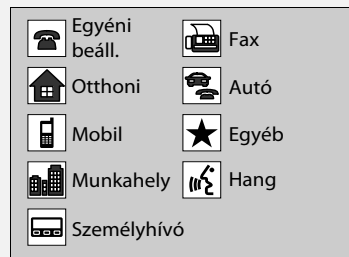 Egyéni
beáll.
Fax
Otthoni
Autó
Mobil
Egyéb
Munkahely
Hang
Személyhívó